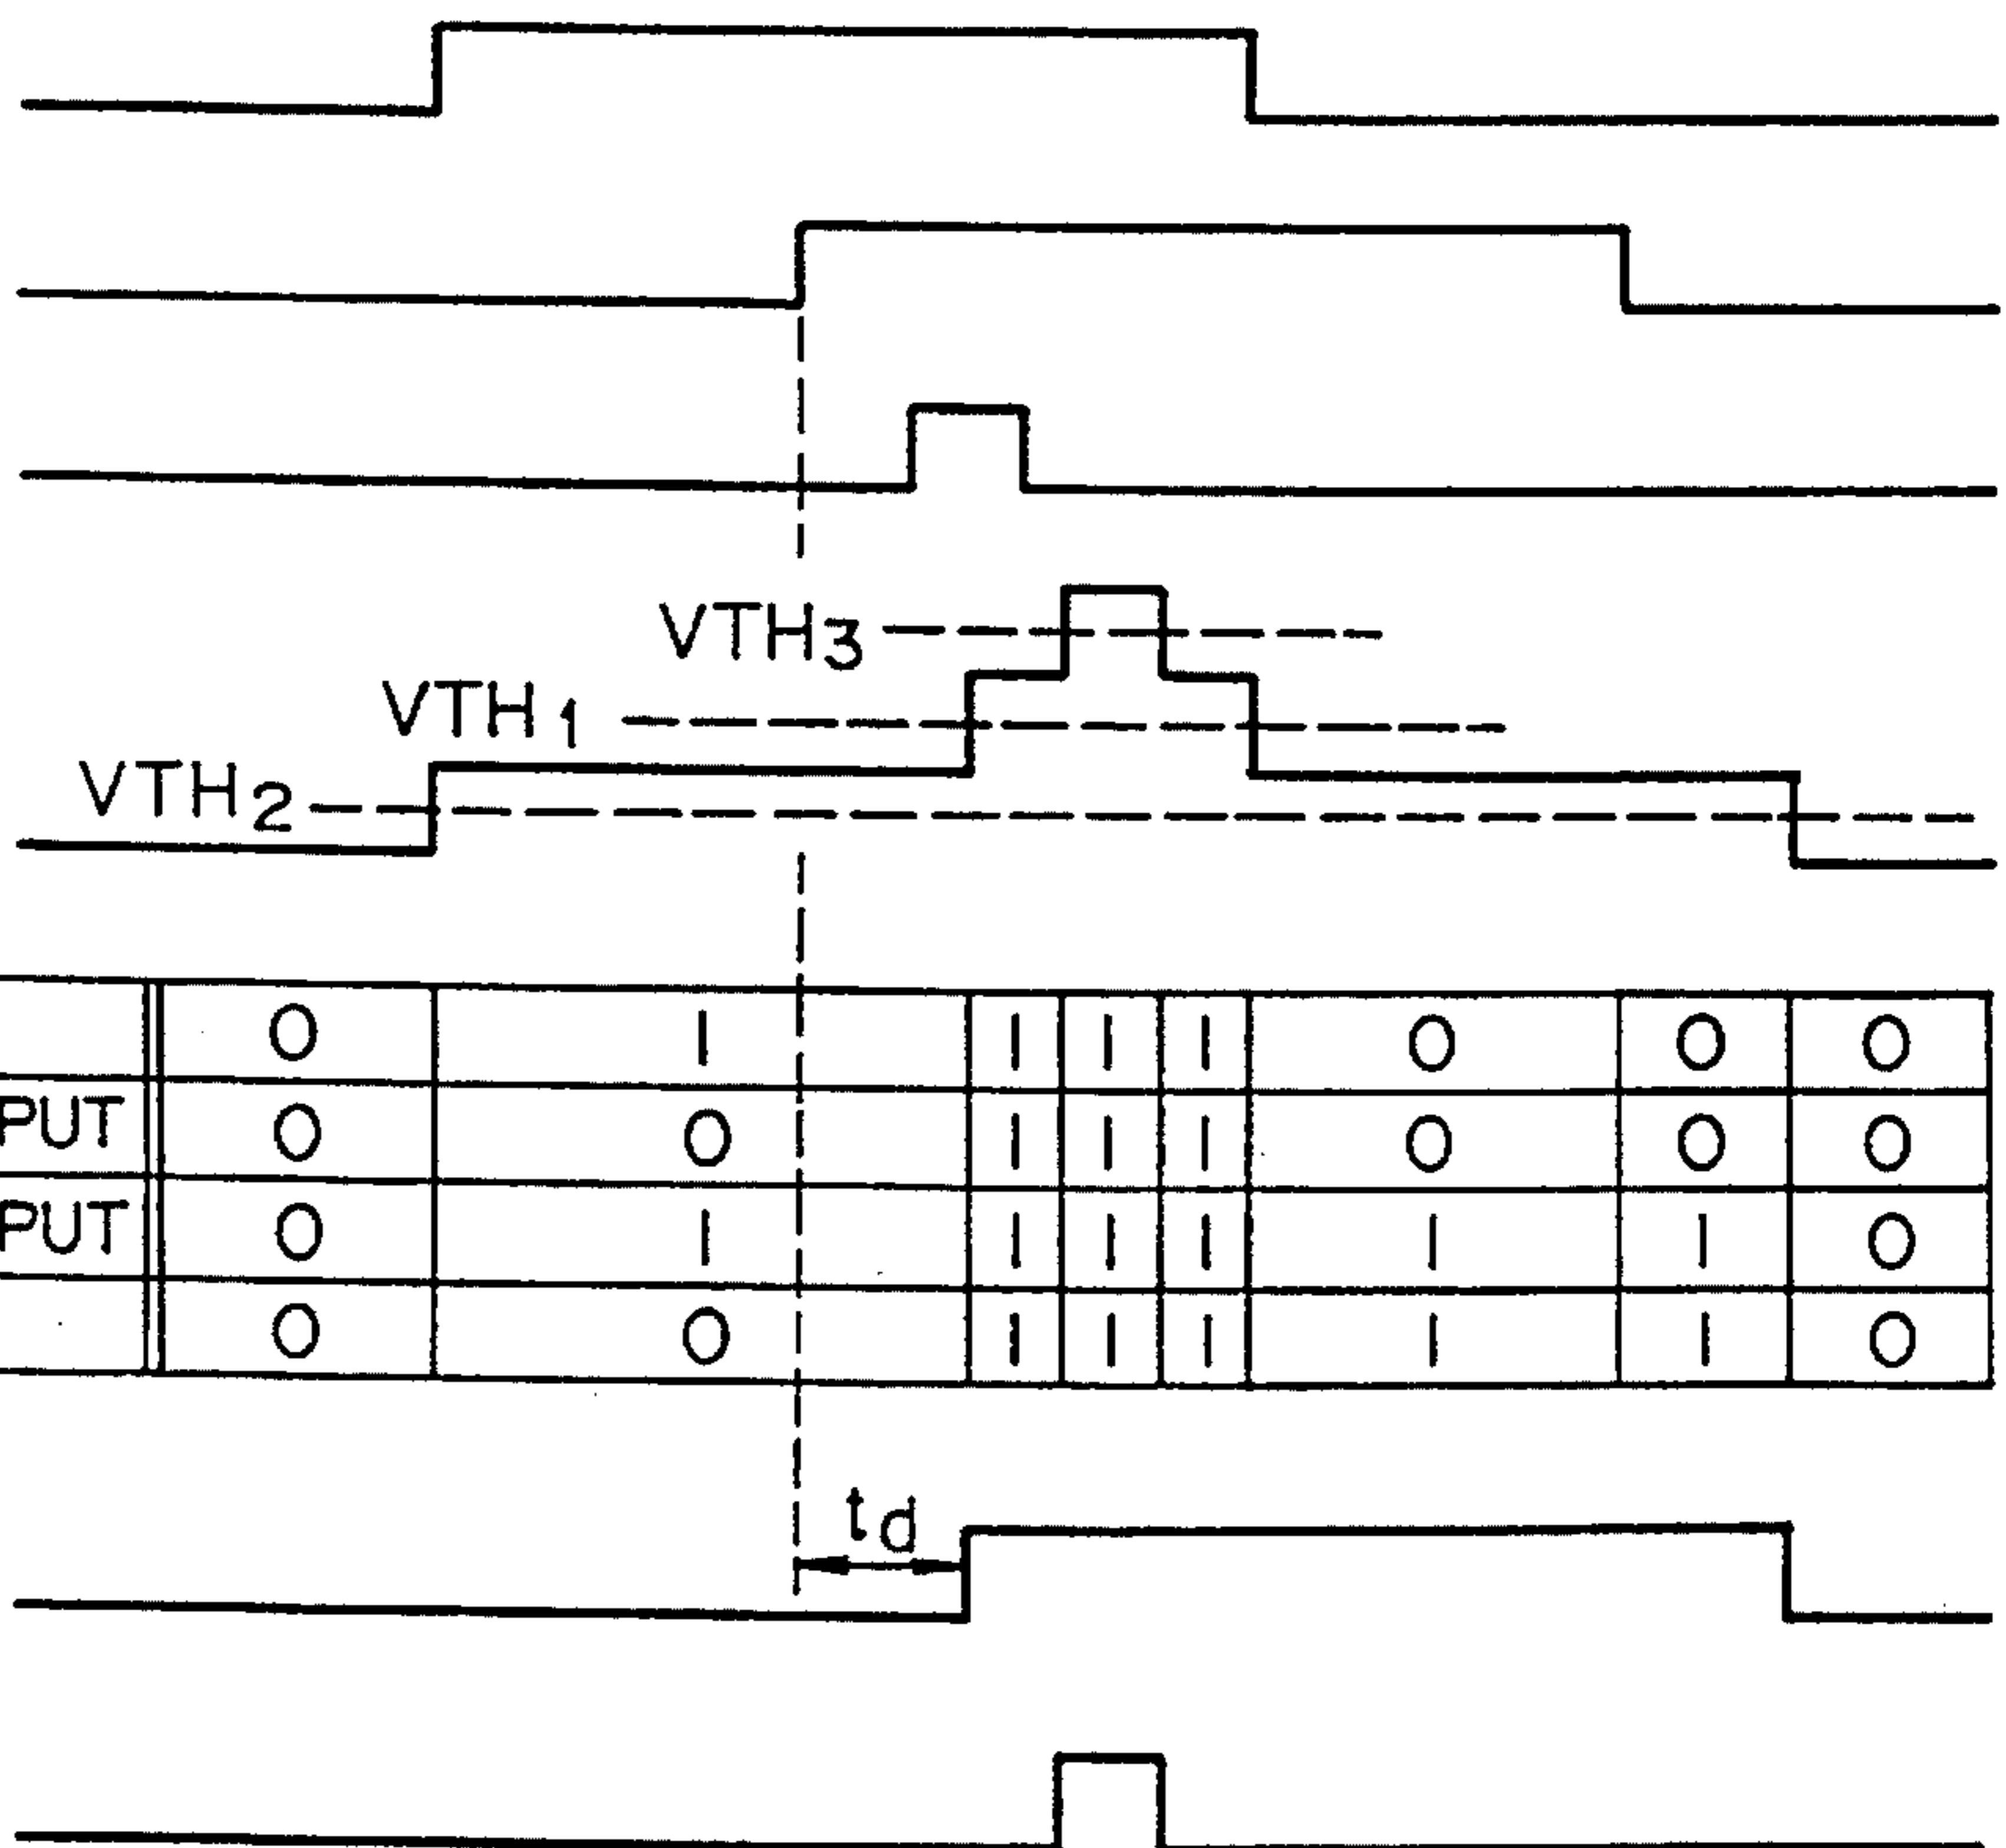 VTH3
VTH1
VTH2
0 1 1 1 1 0 0 0
PUT 0 0 1 1 1 0 0 0
PUT 0 1 1 1 1 1 1 0
0 0 1 1 1 1 1 0
td